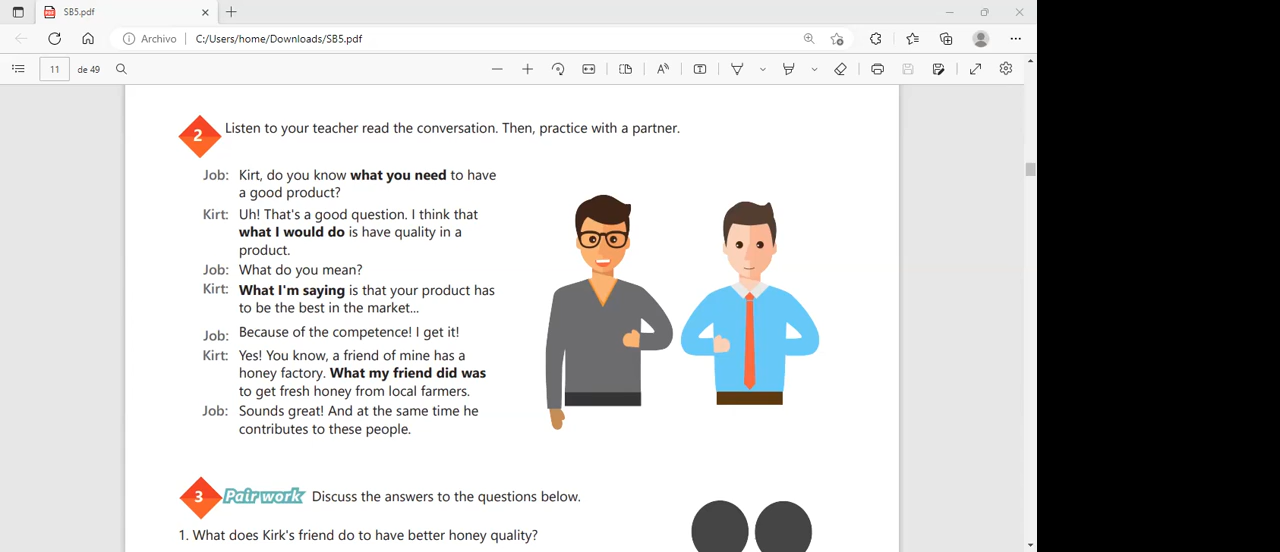 SB5.pdf
Archivo
C:/Users/home/Downloads/SB5.pdf
11 de 49
2 Listen to your teacher read the conversation. Then, practice with a partner.
Job: Kirt, do you know what you need to have
a good product?
Kirt: Uh! That's a good question. I think that
what I would do is have quality in a
product.
Job: What do you mean?
Kirt: What I'm saying is that your product has
to be the best in the market...
Job: Because of the competence! I get it!
Kirt: Yes! You know, a friend of mine has a
honey factory. What my friend did was
to get fresh honey from local farmers.
Job: Sounds great! And at the same time he
contributes to these people.
3 Pair work Discuss the answers to the questions below.
1. What does Kirk's friend do to have better honey quality?